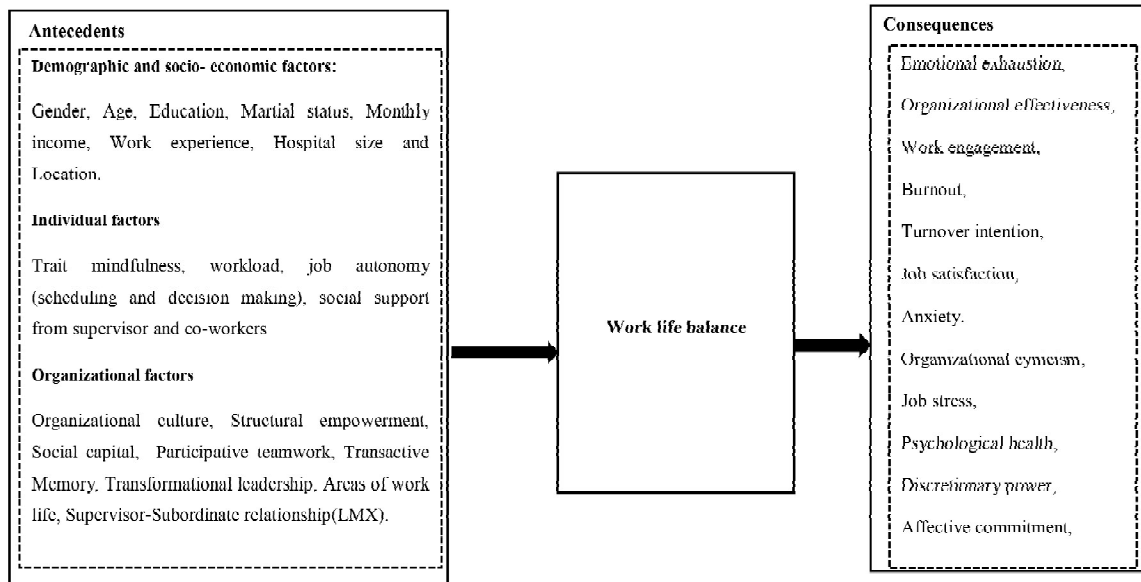 Antecedents
Demographic and socio- economic factors:
Gender, Age, Education, Martial status, Monthly
income, Work experience, Hospital size and
Location.
Individual factors
Trait mindfulness, workload, job autonomy
(scheduling and decision making), social support
from supervisor and co-workers
Organizational factors
Organizational culture, Structural empowerment,
Social capital, Participative teamwork, Transactive
Memory, Transformational leadership, Areas of work
life, Supervisor-Subordinate relationship(LMX).
Work life balance
Consequences
Emotional exhaustion,
Organizational effectiveness,
Work engagement,
Burnout,
Turnover intention,
Job satisfaction,
Anxiety.
Organizational cynicism,
Job stress,
Psychological health,
Discretionary power,
Affective commitment,